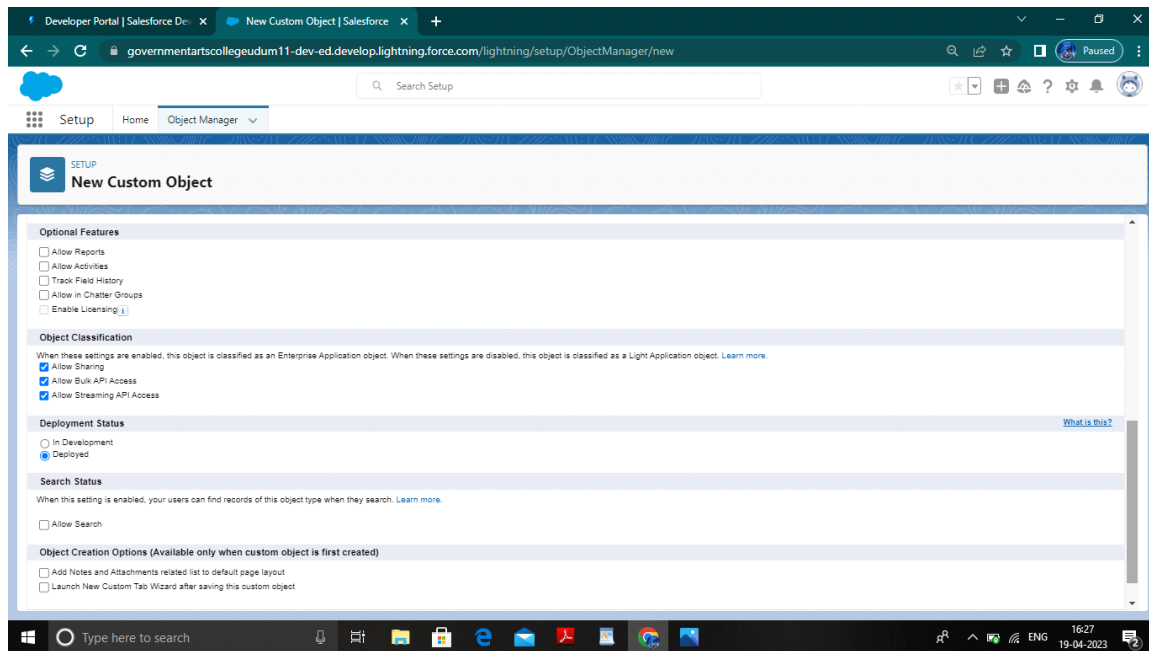 Developer Portal | Salesforce Dev
New Custom Object | Salesforce
governmentartscollegeudum11-dev-ed.develop.lightning.force.com/lightning/setup/ObjectManager/new
Paused
Search Setup
Setup
Home
Object Manager
SETUP
New Custom Object
Optional Features
Allow Reports
Allow Activities
Track Field History
Allow in Chatter Groups
Enable Licensing i
Object Classification
When these settings are enabled, this object is classified as an Enterprise Application object. When these settings are disabled, this object is classified as a Light Application object. Learn more.
Allow Sharing
Allow Bulk API Access
Allow Streaming API Access
Deployment Status
What is this?
In Development
Deployed
Search Status
When this setting is enabled, your users can find records of this object type when they search. Learn more.
Allow Search
Object Creation Options (Available only when custom object is first created)
Add Notes and Attachments related list to default page layout
Launch New Custom Tab Wizard after saving this custom object
Type here to search
ENG
16:27
19-04-2023
2